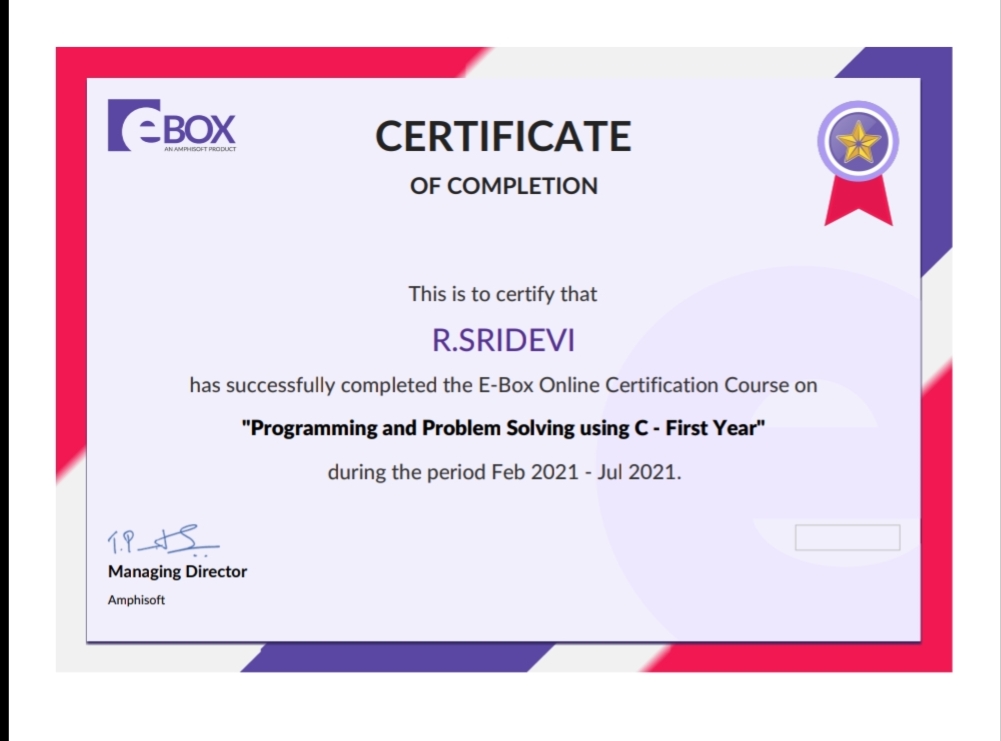 eBOX
AN AMPHISOFT PRODUCT
CERTIFICATE
OF COMPLETION
This is to certify that
R.SRIDEVI
has successfully completed the E-Box Online Certification Course on
"Programming and Problem Solving using C - First Year"
during the period Feb 2021 - Jul 2021.
Managing Director
Amphisoft